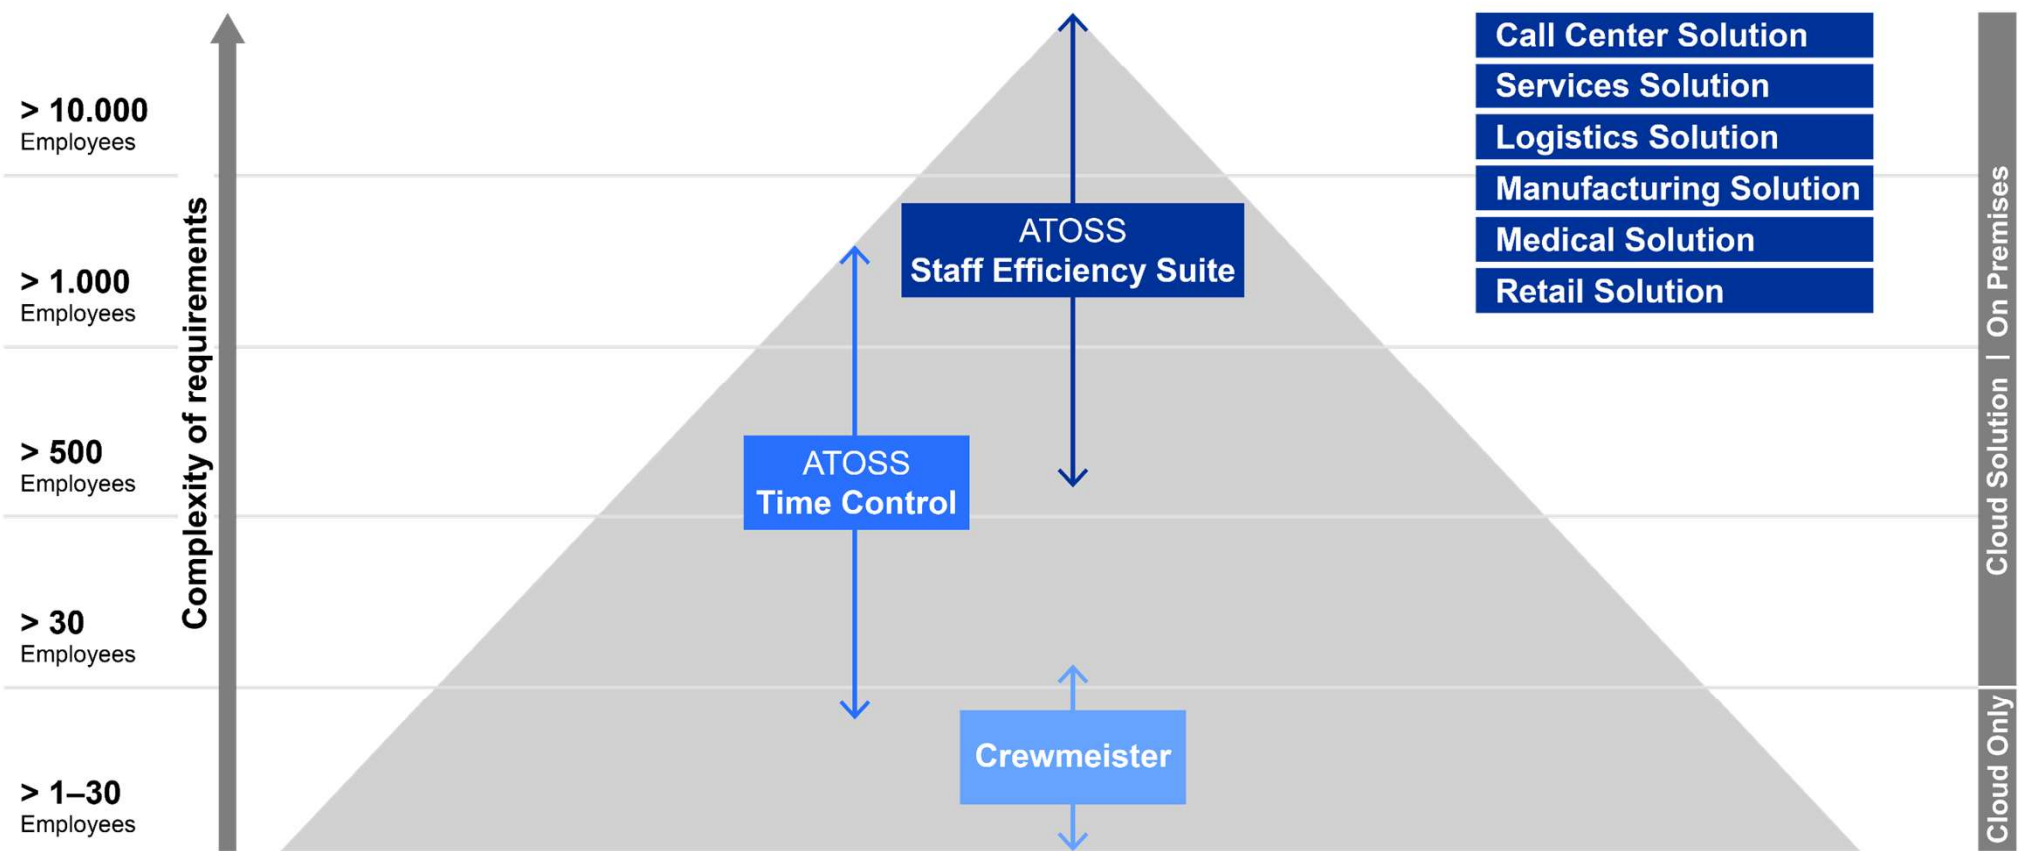 > 10.000
Employees
> 1.000
Employees
> 500
Employees
> 30
Employees
> 1–30
Employees
Complexity of requirements
ATOSS
Staff Efficiency Suite
ATOSS
Time Control
Crewmeister
Call Center Solution
Services Solution
Logistics Solution
Manufacturing Solution
Medical Solution
Retail Solution
Cloud Solution | On Premises
Cloud Only